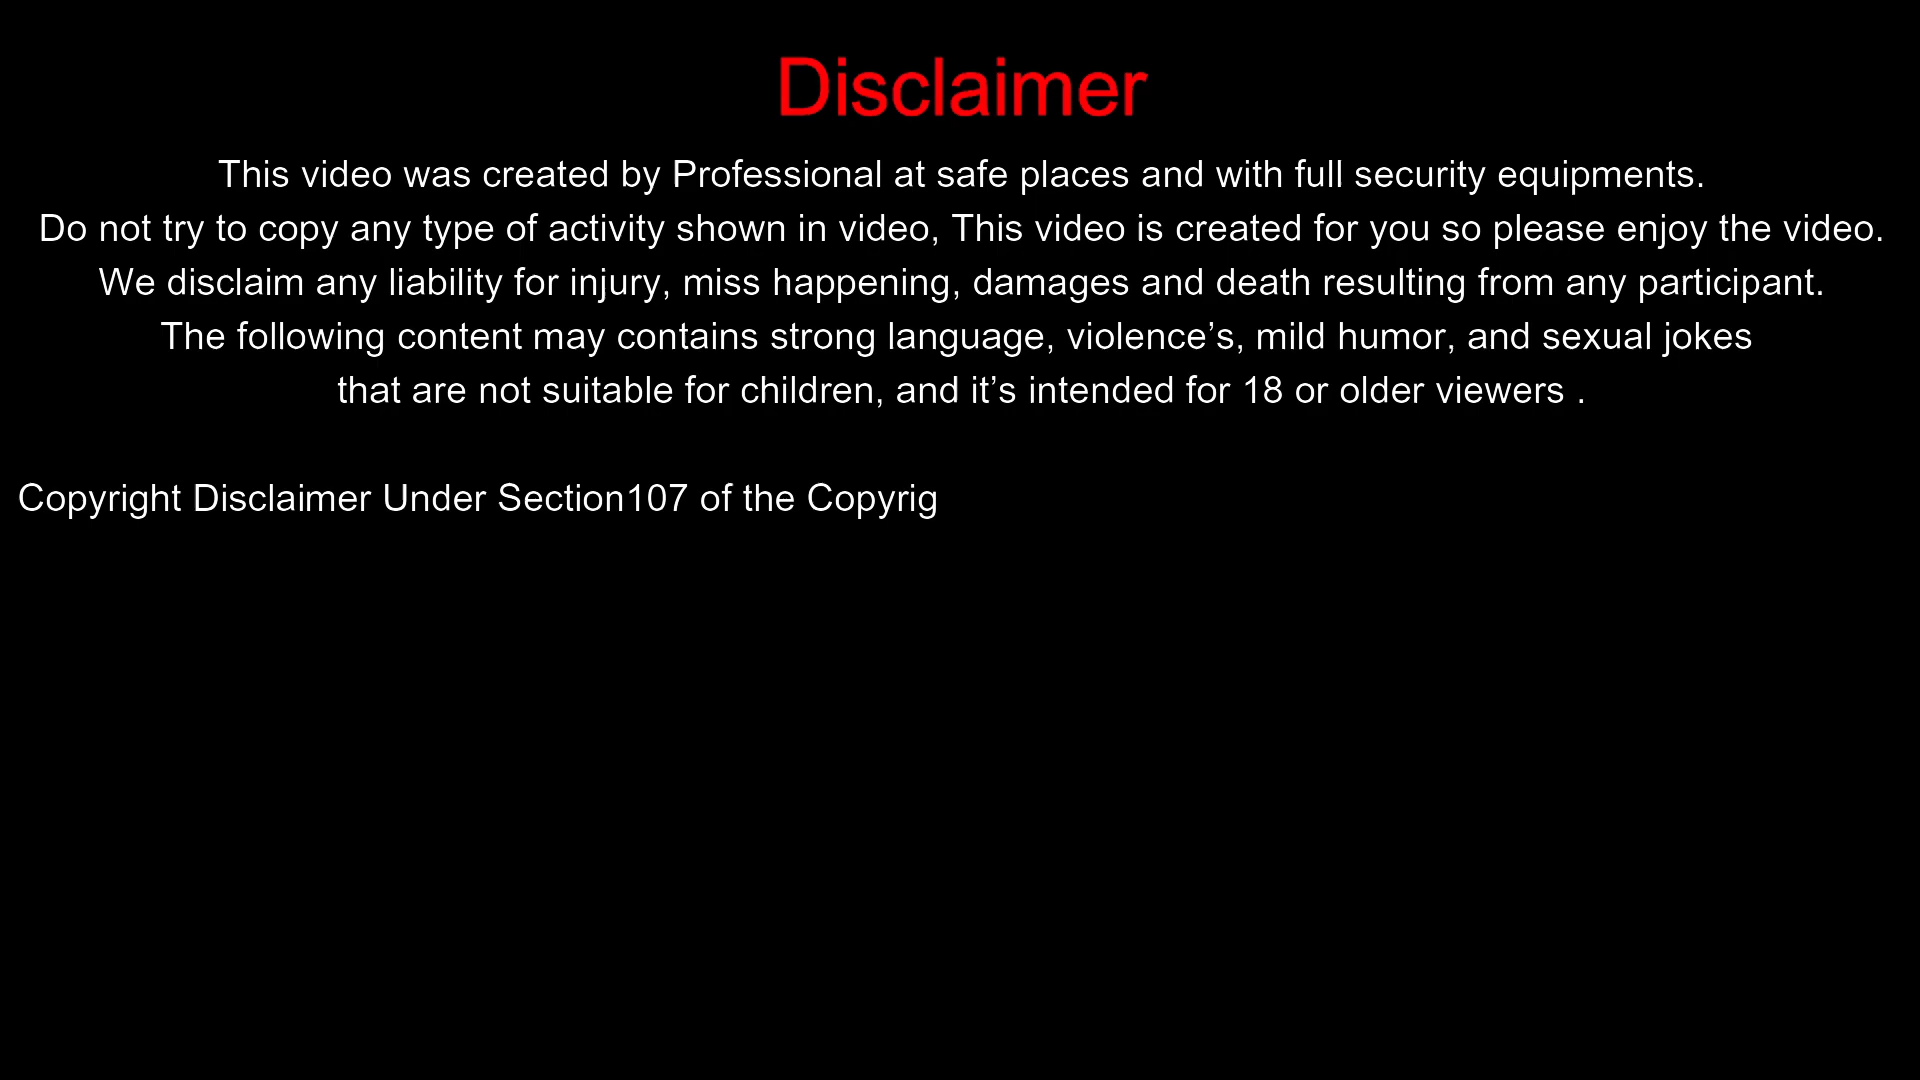 Disclaimer
This video was created by Professional at safe places and with full security equipments.
Do not try to copy any type of activity shown in video, This video is created for you so please enjoy the video.
We disclaim any liability for injury, miss happening, damages and death resulting from any participant.
The following content may contains strong language, violence’s, mild humor, and sexual jokes
that are not suitable for children, and it’s intended for 18 or older viewers .
Copyright Disclaimer Under Section107 of the Copyrig